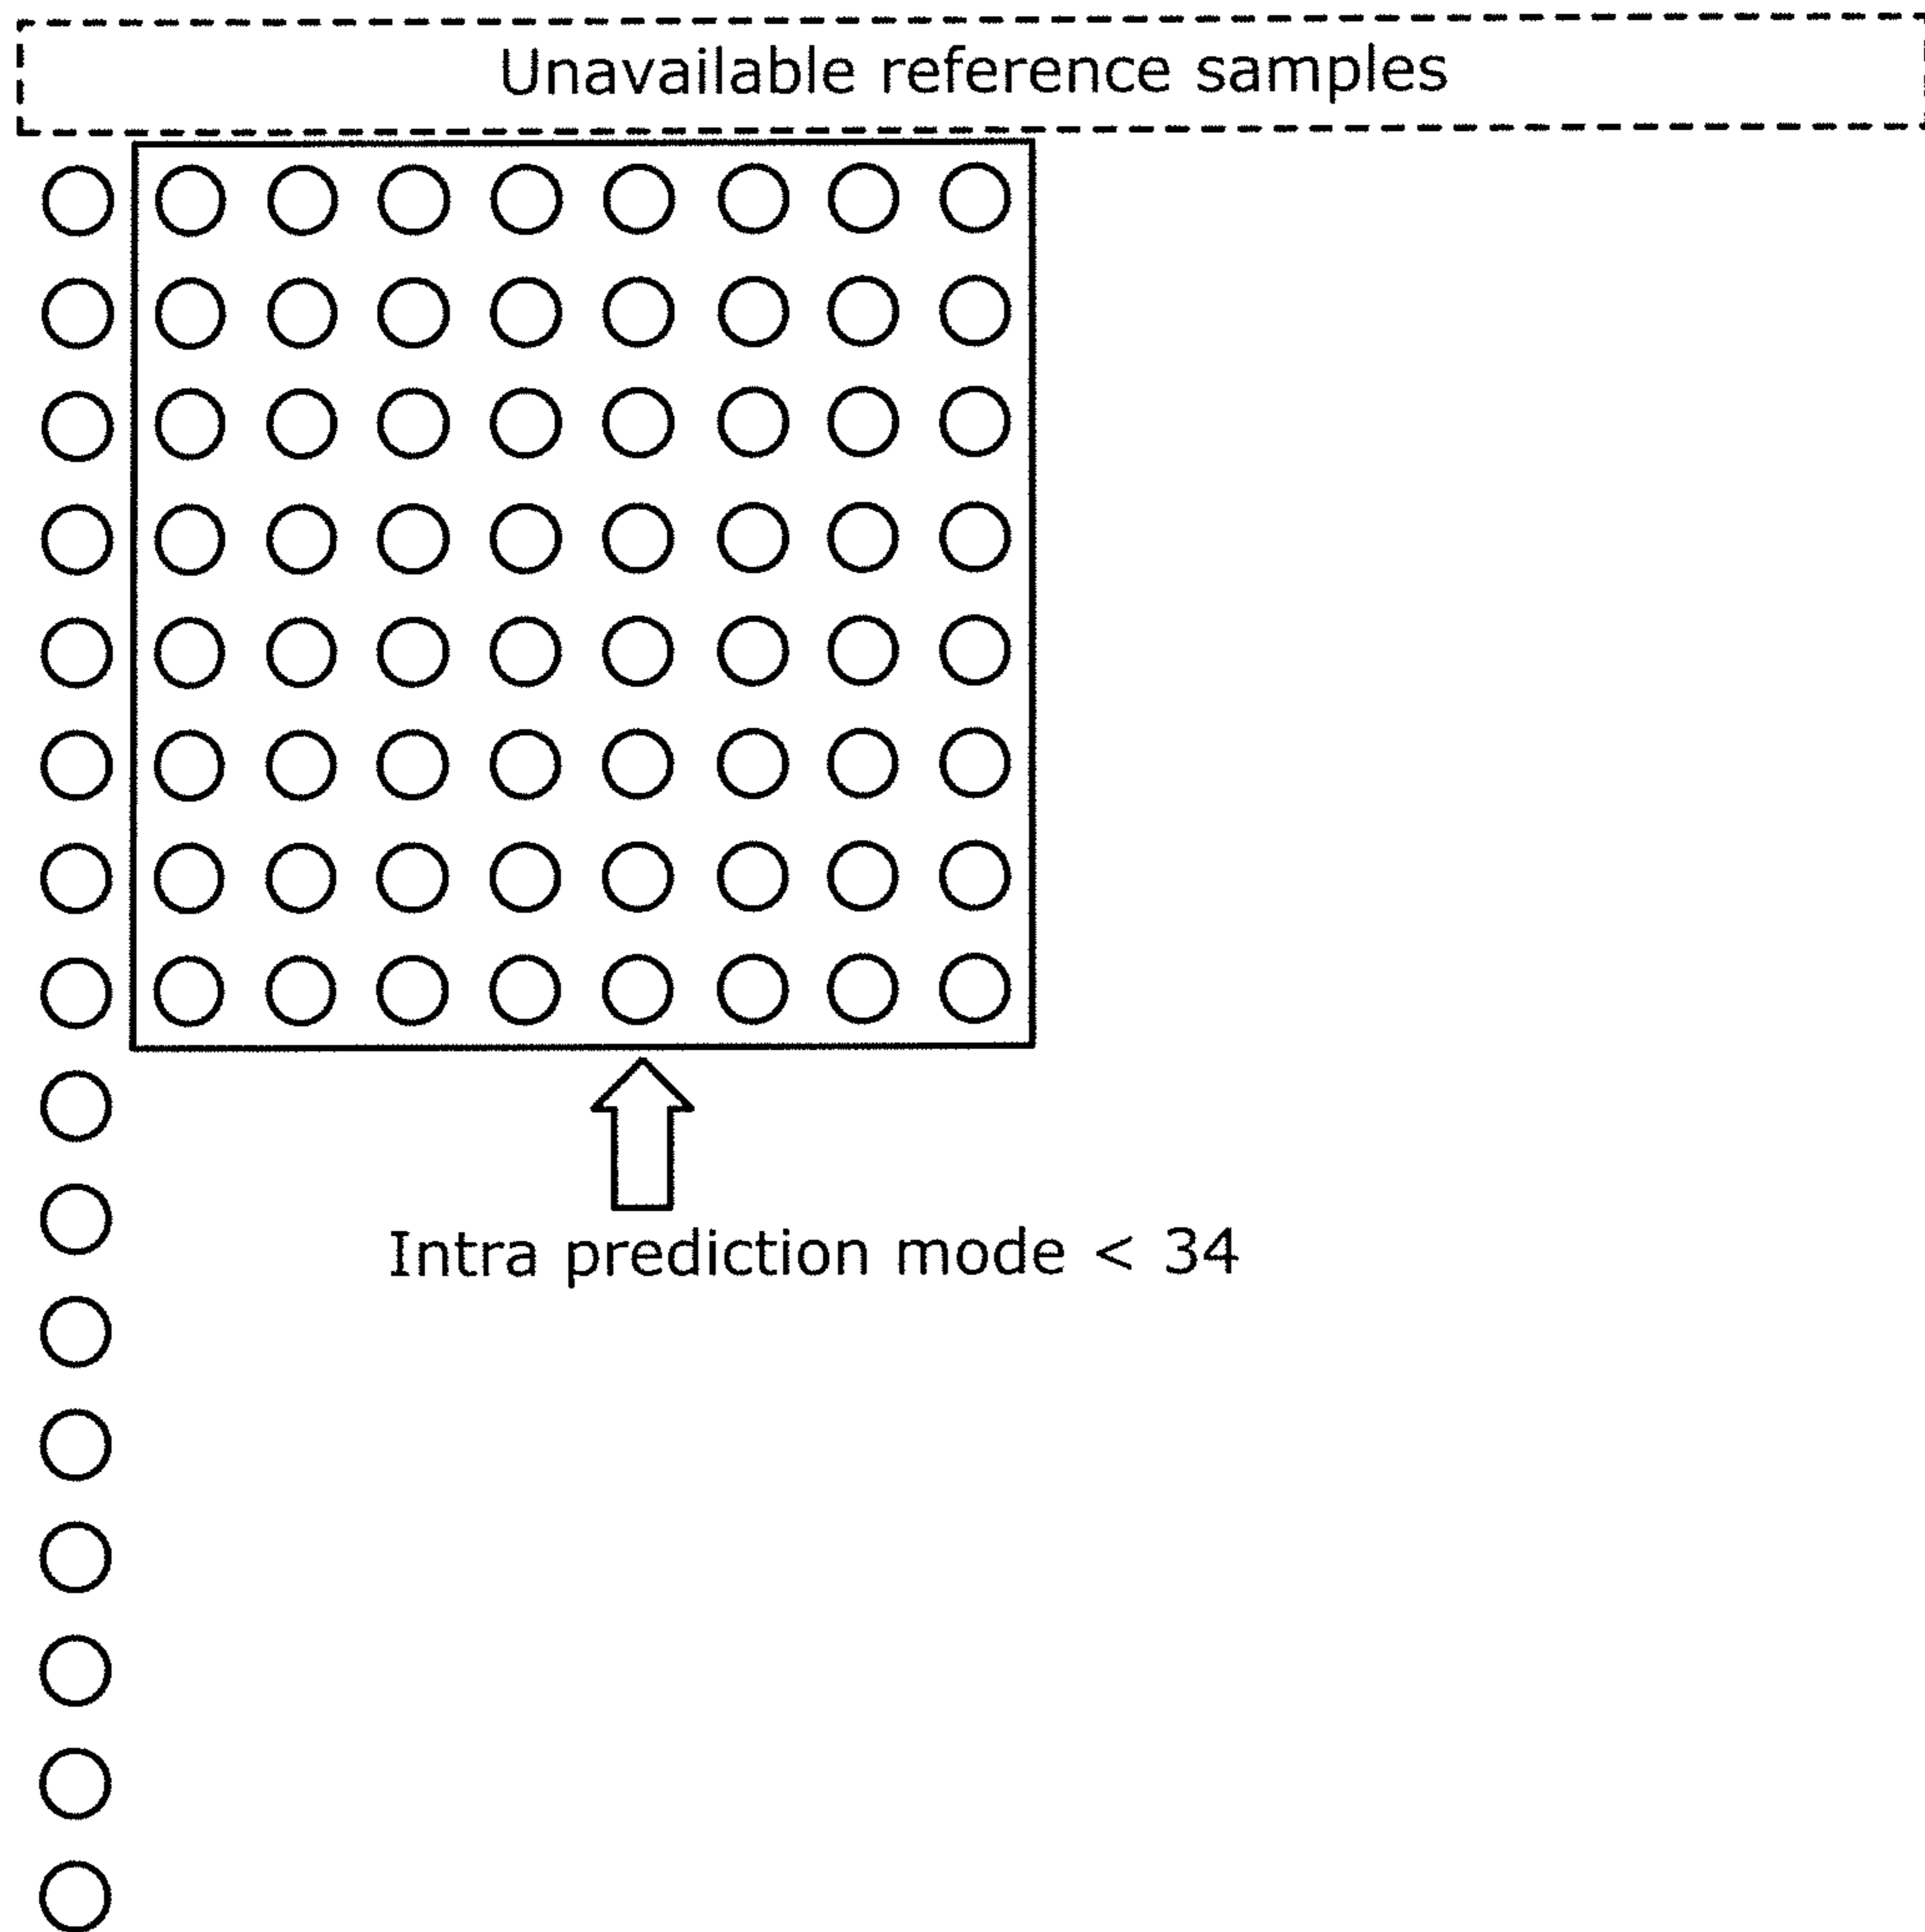 Unavailable reference samples
Intra prediction mode < 34